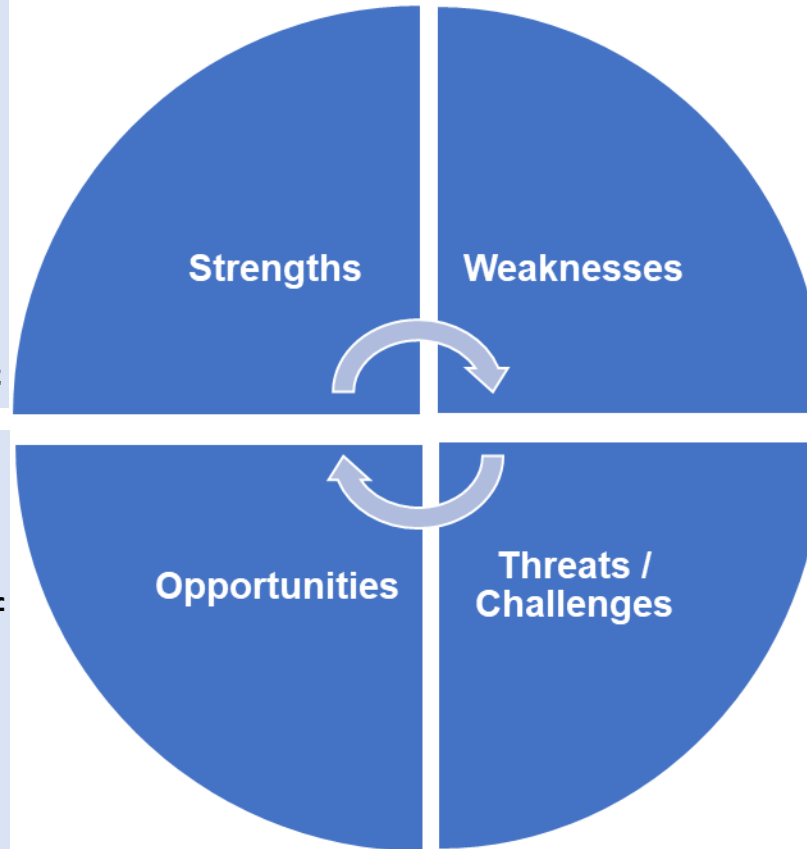 Strengths
Weaknesses
Opportunities
Threats /
Challenges